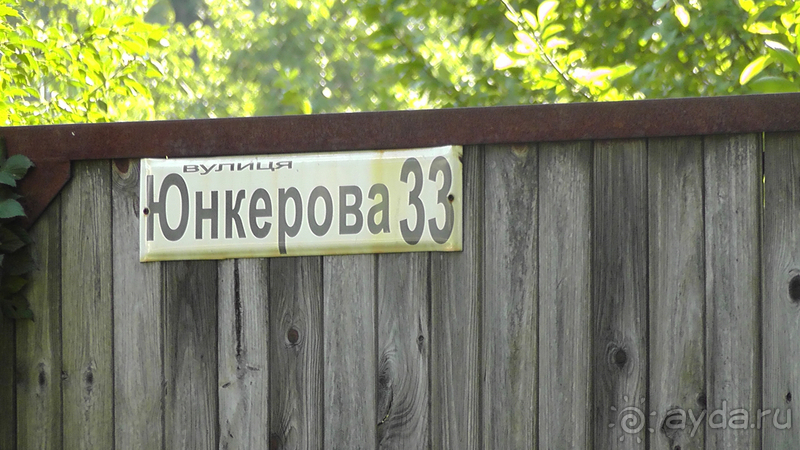 вулиця
Юнкерова 33
ayda.ru